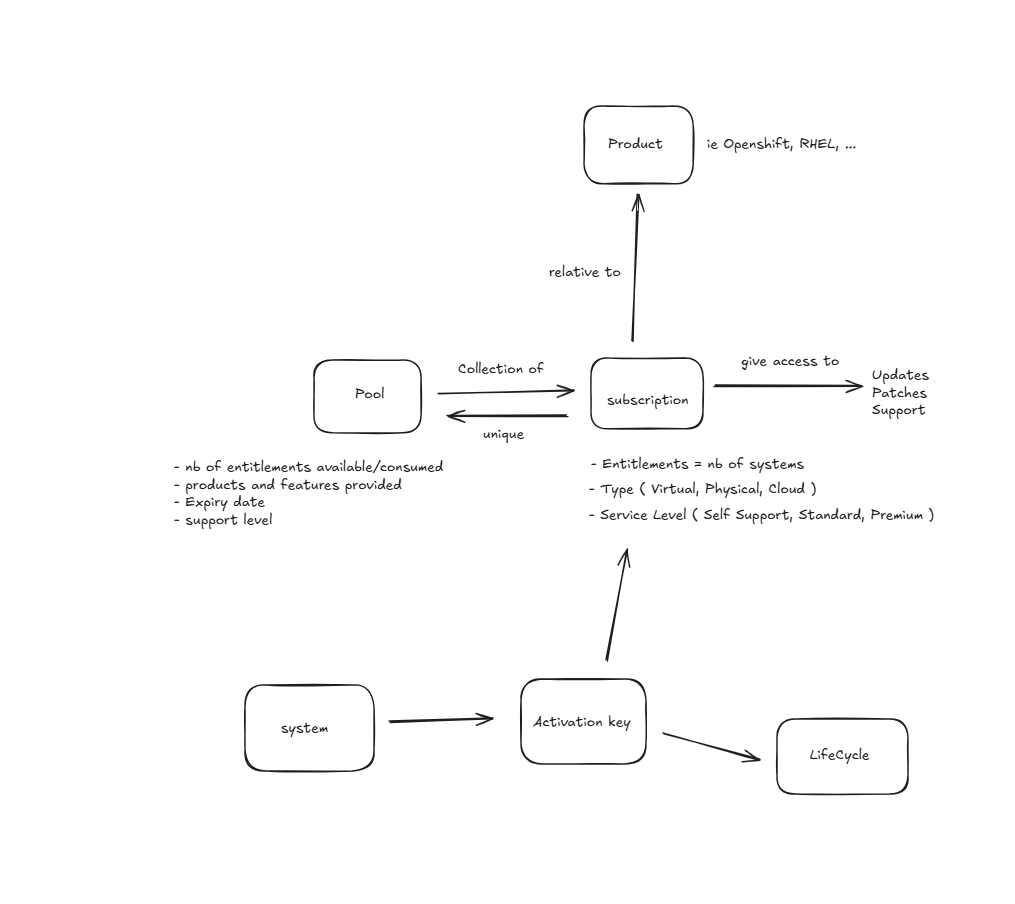 Product
ie Openshift, RHEL, ...
relative to
Pool
Collection of
unique
subscription
give access to
Updates
Patches
Support
- nb of entitlements available/consumed
- products and features provided
- Expiry date
- support level
- Entitlements = nb of systems
- Type ( Virtual, Physical, Cloud )
- Service Level ( Self Support, Standard, Premium )
system
Activation key
LifeCycle